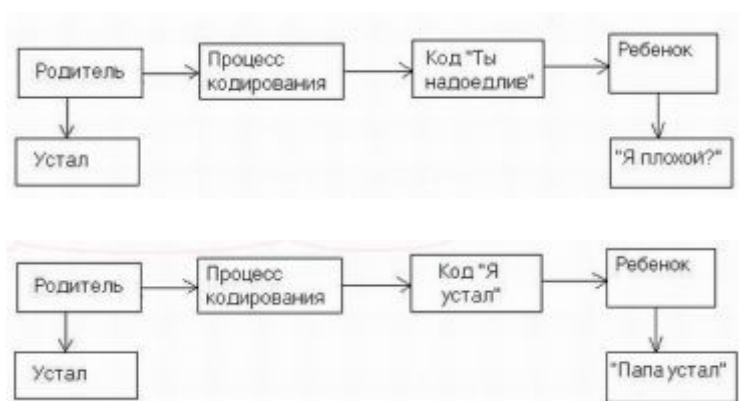 Родитель
Процесс
кодирования
Код "Ты
надоедлив"
Ребенок
Устал
"Я плохой?"
Родитель
Процесс
кодирования
Код "Я
устал"
Ребенок
Устал
"Папа устал"